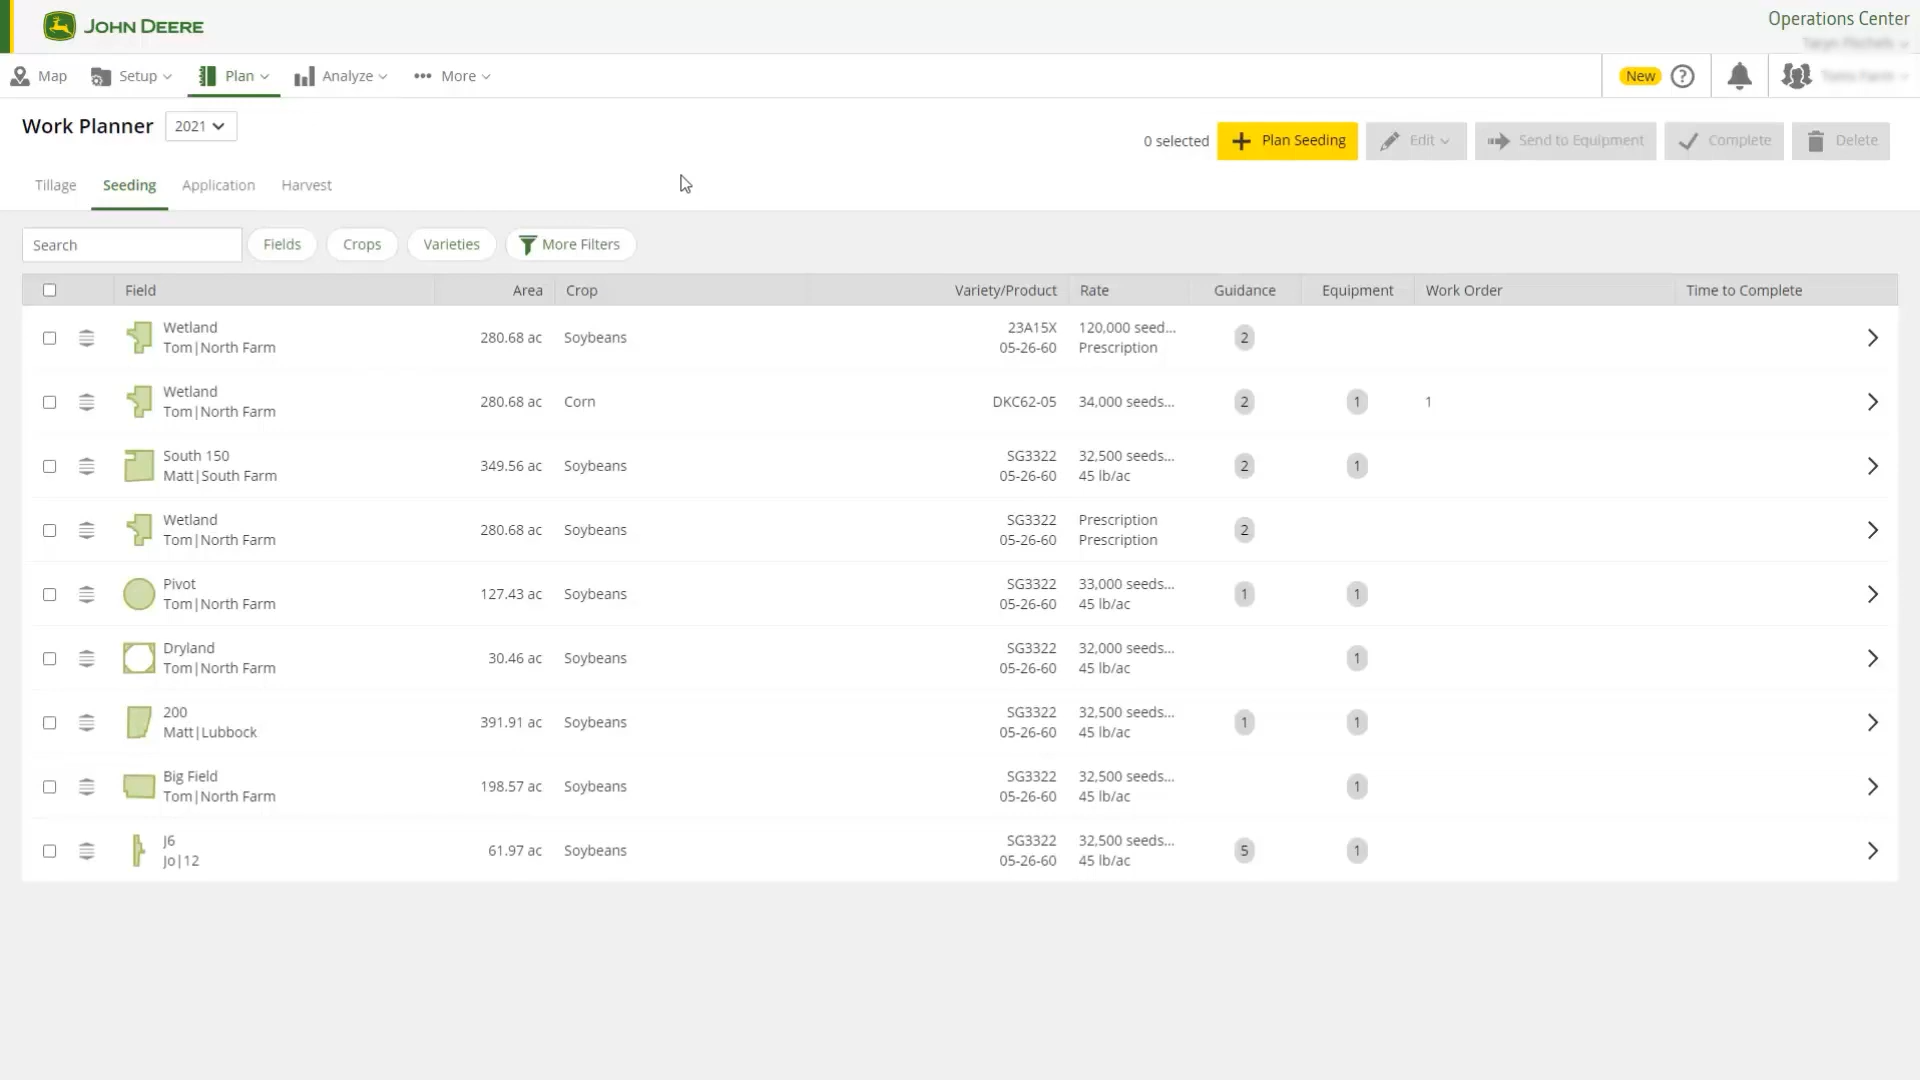 JOHN DEERE
Operations Center
Map Setup Plan Analyze More
New
Work Planner 2021
0 selected Plan Seeding Edit Send to Equipment Complete Delete
Tillage Seeding Application Harvest
Search Fields Crops Varieties More Filters
Field Area Crop Variety/Product Rate Guidance Equipment Work Order Time to Complete
Wetland 23A15X 120,000 seed...
280.68 ac Soybeans 2
Tom|North Farm 05-26-60 Prescription
Wetland
280.68 ac Corn DKC62-05 34,000 seeds... 2 1 1
Tom|North Farm
South 150 SG3322 32,500 seeds...
349.56 ac Soybeans 2 1
Matt|South Farm 05-26-60 45 lb/ac
Wetland SG3322 Prescription
280.68 ac Soybeans 2
Tom|North Farm 05-26-60 Prescription
Pivot SG3322 33,000 seeds...
127.43 ac Soybeans 1 1
Tom|North Farm 05-26-60 45 lb/ac
Dryland SG3322 32,000 seeds...
30.46 ac Soybeans 1
Tom|North Farm 05-26-60 45 lb/ac
200 SG3322 32,500 seeds...
391.91 ac Soybeans 1 1
Matt|Lubbock 05-26-60 45 lb/ac
Big Field SG3322 32,500 seeds...
198.57 ac Soybeans 1
Tom|North Farm 05-26-60 45 lb/ac
J6 SG3322 32,500 seeds...
61.97 ac Soybeans 5 1
Jo|12 05-26-60 45 lb/ac